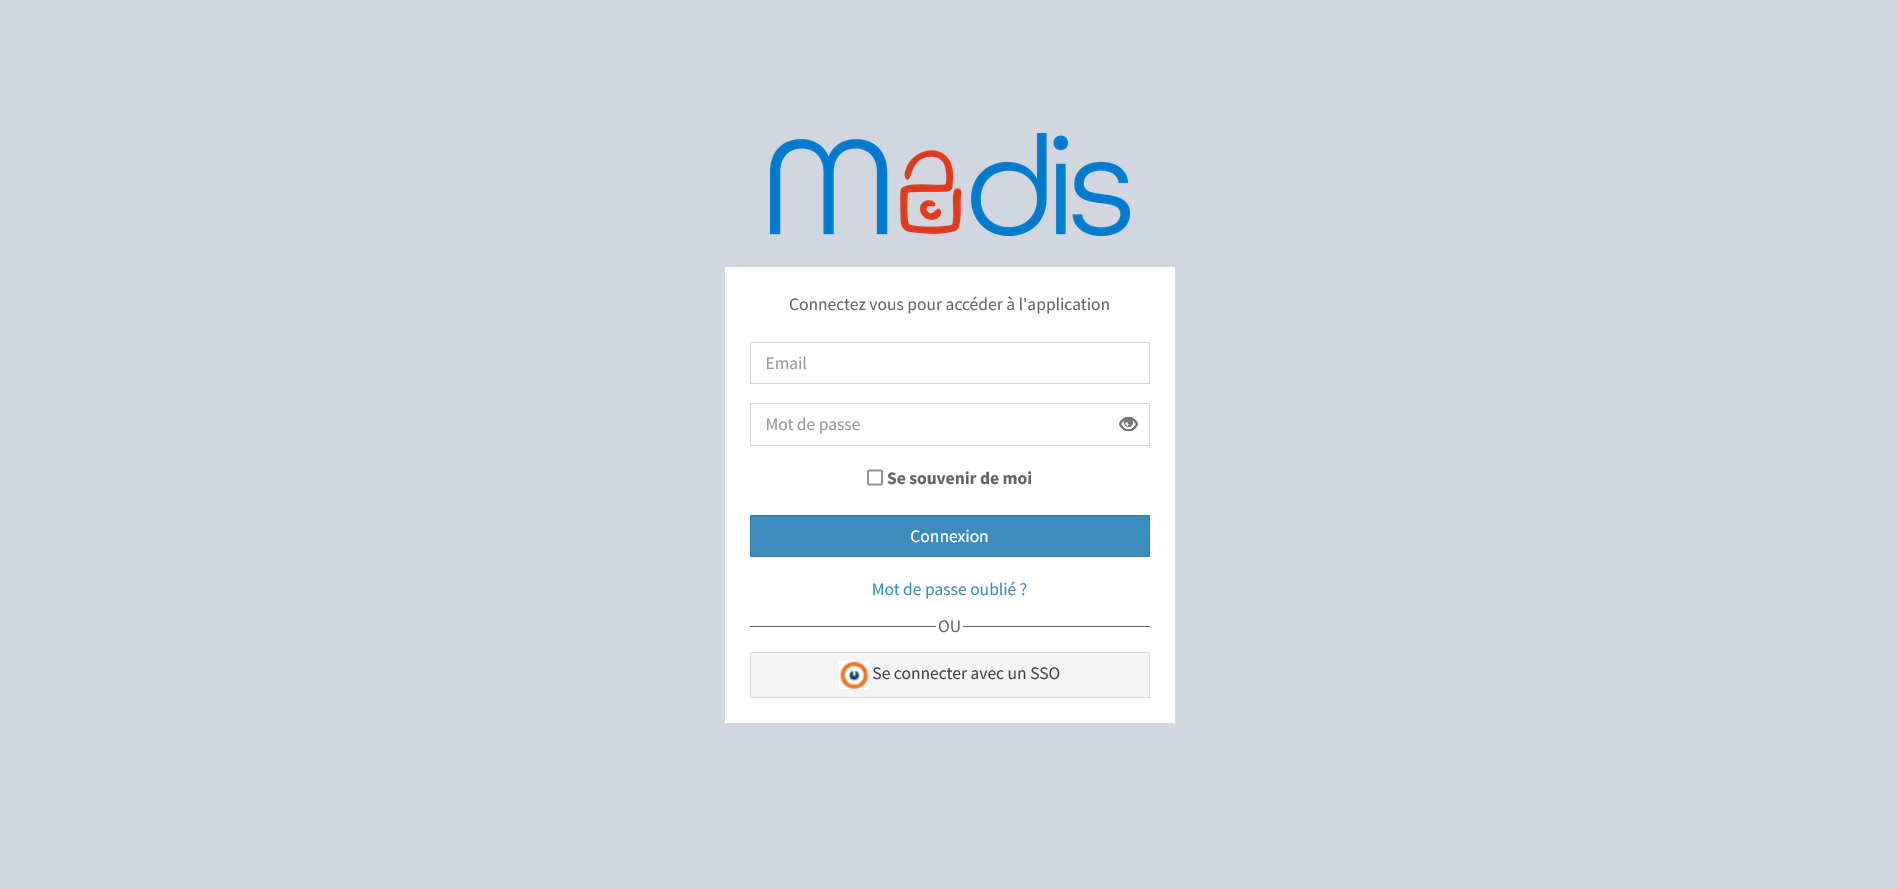 madis
Connectez vous pour accéder à l'application
Email
Mot de passe
Se souvenir de moi
Connexion
Mot de passe oublié ?
OU
Se connecter avec un SSO